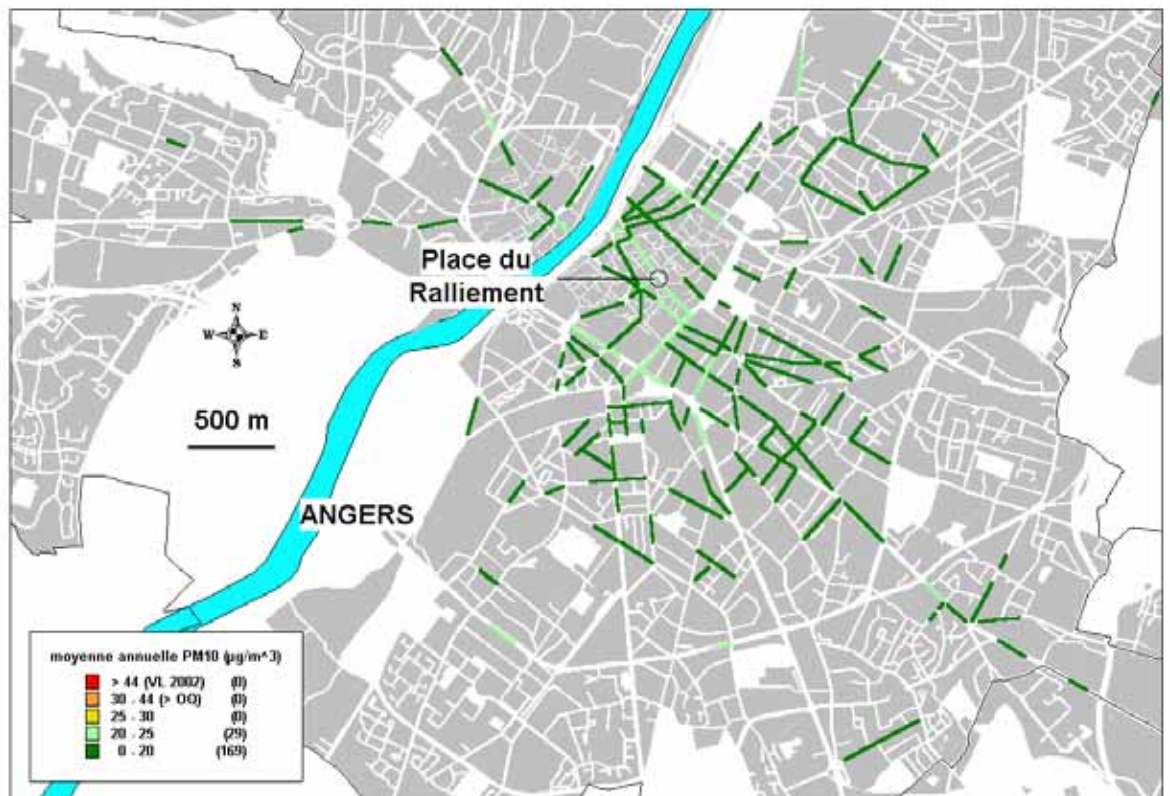 Place du
Ralliement
N
W E
S
500 m
ANGERS
moyenne annuelle PM10 (µg/m^3)
> 44 (VL 2002) (0)
30 - 44 (> OQ) (0)
25 - 30 (0)
20 - 25 (29)
0 - 20 (169)